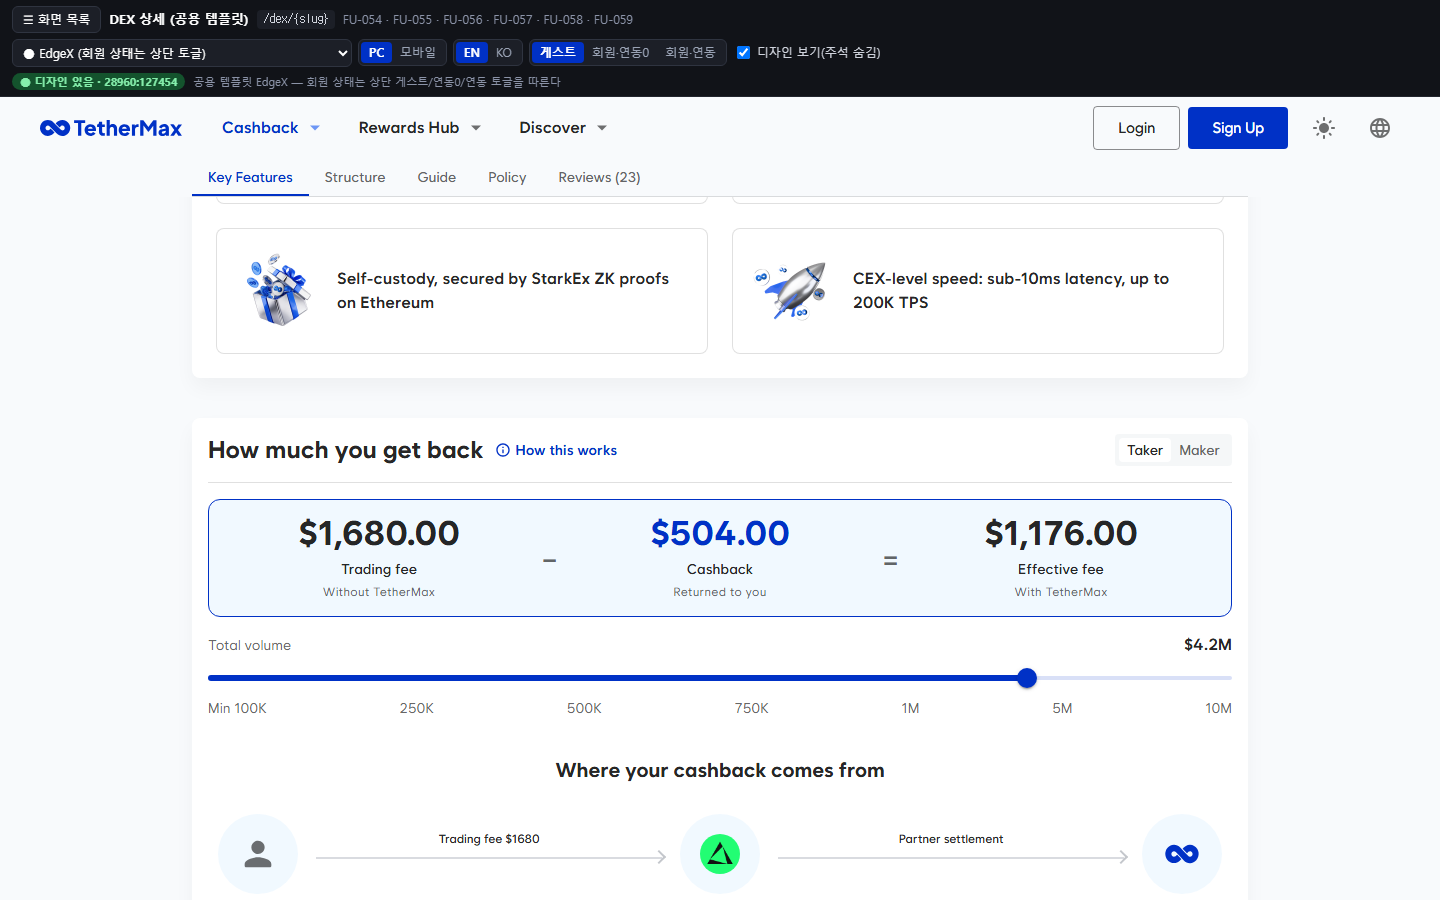 ☰ 화면 목록 DEX 상세 (공용 템플릿) /dex/{slug} FU-054 · FU-055 · FU-056 · FU-057 · FU-058 · FU-059
● EdgeX (회원 상태는 상단 토글) PC 모바일 EN KO 게스트 회원·연동0 회원·연동 디자인 보기(주석 숨김)
● 디자인 있음 · 28960:127454 공용 템플릿 EdgeX — 회원 상태는 상단 게스트/연동0/연동 토글을 따른다
TetherMax Cashback Rewards Hub Discover Login Sign Up
Key Features Structure Guide Policy Reviews (23)
Self-custody, secured by StarkEx ZK proofs
on Ethereum
CEX-level speed: sub-10ms latency, up to
200K TPS
How much you get back How this works Taker Maker
$1,680.00 – $504.00 = $1,176.00
Trading fee Cashback Effective fee
Without TetherMax Returned to you With TetherMax
Total volume $4.2M
Min 100K 250K 500K 750K 1M 5M 10M
Where your cashback comes from
Trading fee $1680 Partner settlement